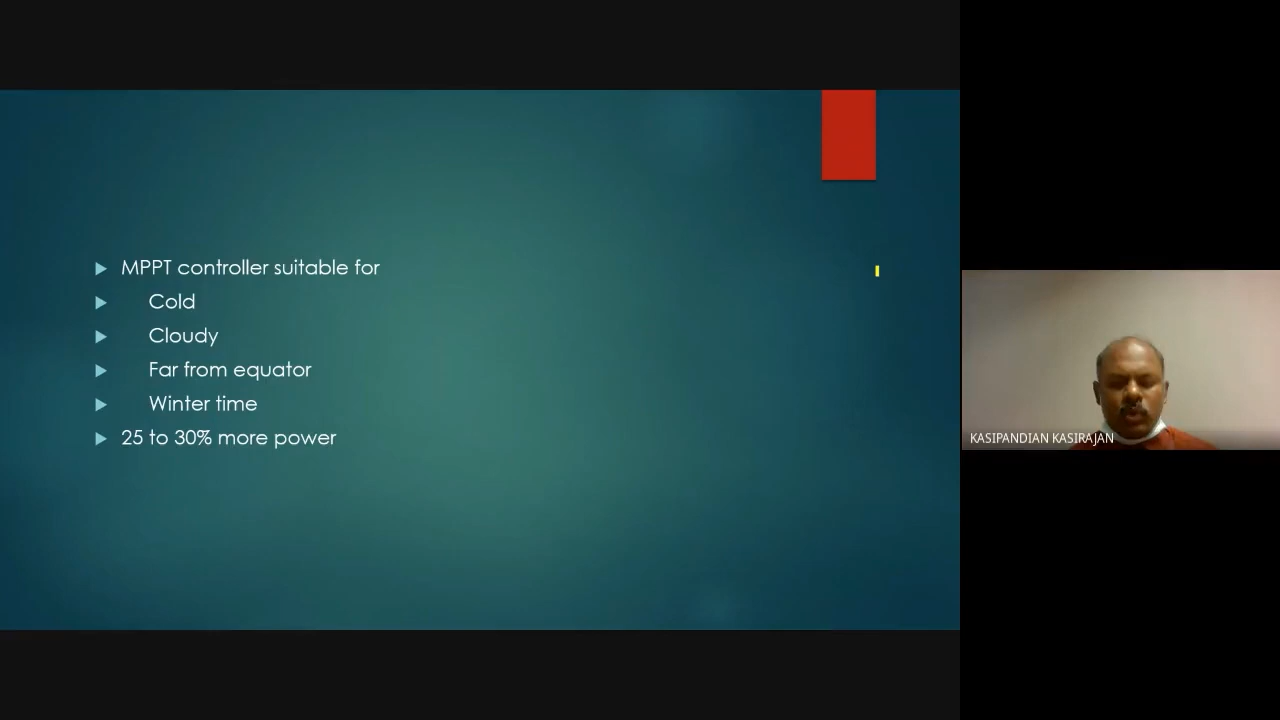 MPPT controller suitable for
Cold
Cloudy
Far from equator
Winter time
25 to 30% more power
KASIPANDIAN KASIRAJAN